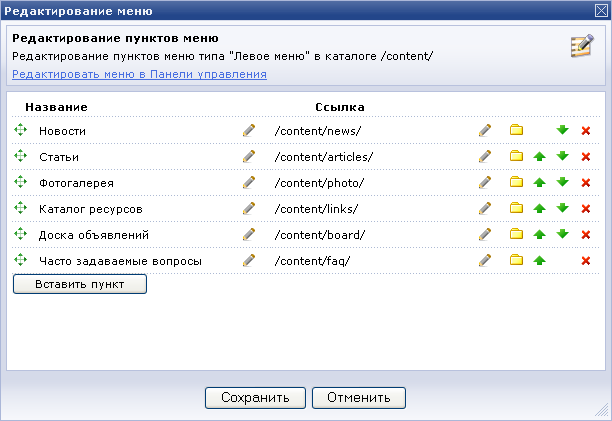 Редактирование меню
Редактирование пунктов меню
Редактирование пунктов меню типа "Левое меню" в каталоге /content/
Редактировать меню в Панели управления
Название Ссылка
Новости /content/news/
Статьи /content/articles/
Фотогалерея /content/photo/
Каталог ресурсов /content/links/
Доска объявлений /content/board/
Часто задаваемые вопросы /content/faq/
Вставить пункт
Сохранить Отменить